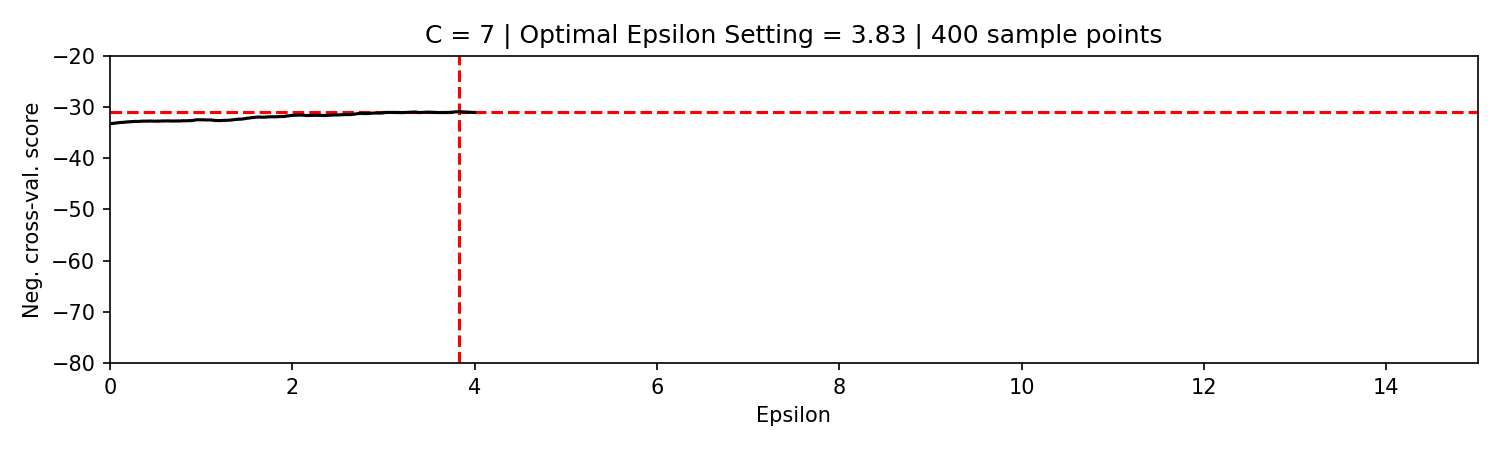 C = 7 | Optimal Epsilon Setting = 3.83 | 400 sample points
Neg. cross-val. score
−20
−30
−40
−50
−60
−70
−80
0 2 4 6 8 10 12 14
Epsilon